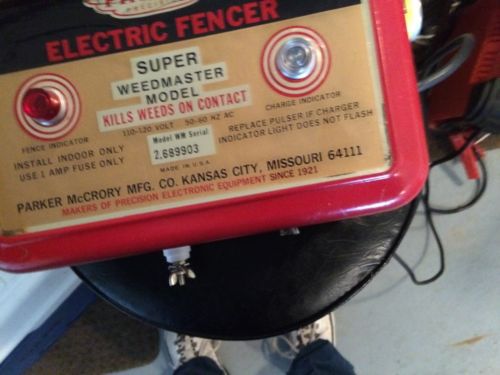 ELECTRIC FENCER
SUPER
WEEDMASTER
MODEL
KILLS WEEDS ON CONTACT
110-120 VOLT 50-60 HZ AC
FENCE INDICATOR
CHARGE INDICATOR
INSTALL INDOOR ONLY
USE 1 AMP FUSE ONLY
Model WM Serial
2.689903
MADE IN U.S.A
REPLACE PULSER IF CHARGER
INDICATOR LIGHT DOES NOT FLASH
PARKER McCRORY MFG. CO. KANSAS CITY, MISSOURI 64111
MAKERS OF PRECISION ELECTRONIC EQUIPMENT SINCE 1921